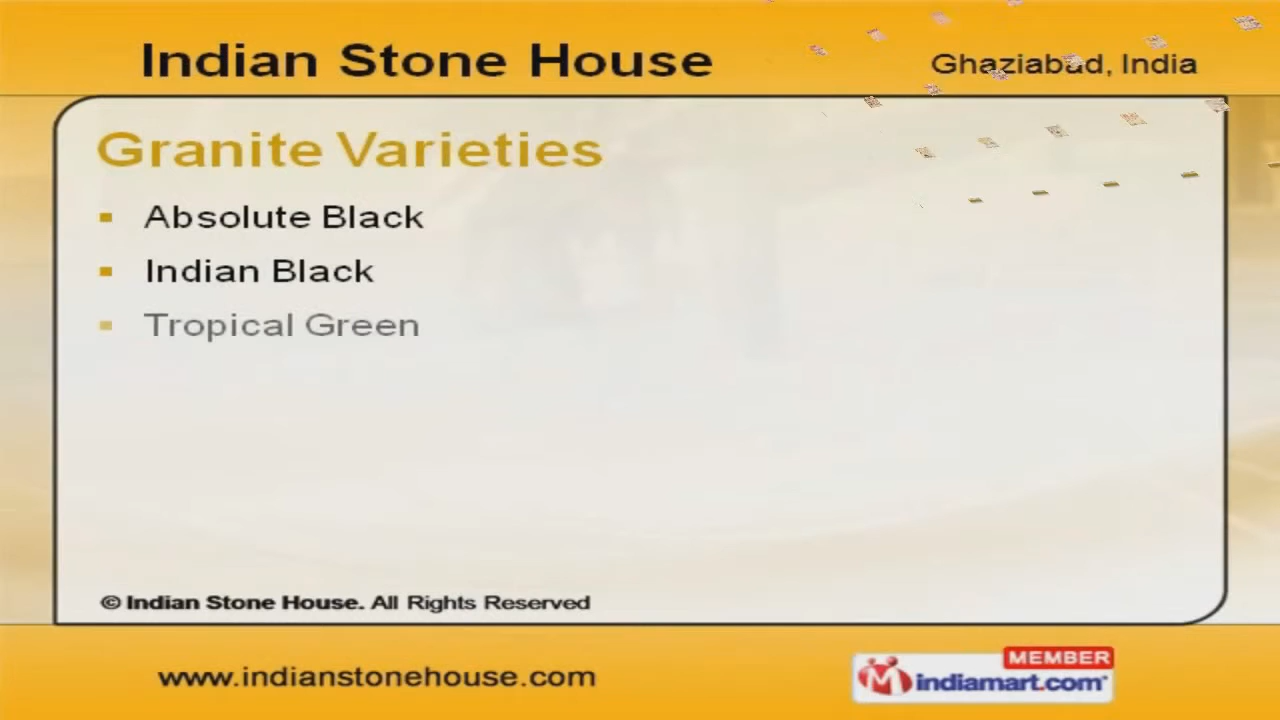 Indian Stone House
Ghaziabad, India
Granite Varieties
Absolute Black
Indian Black
Tropical Green
© Indian Stone House. All Rights Reserved
www.indianstonehouse.com
MEMBER
indiamart.com